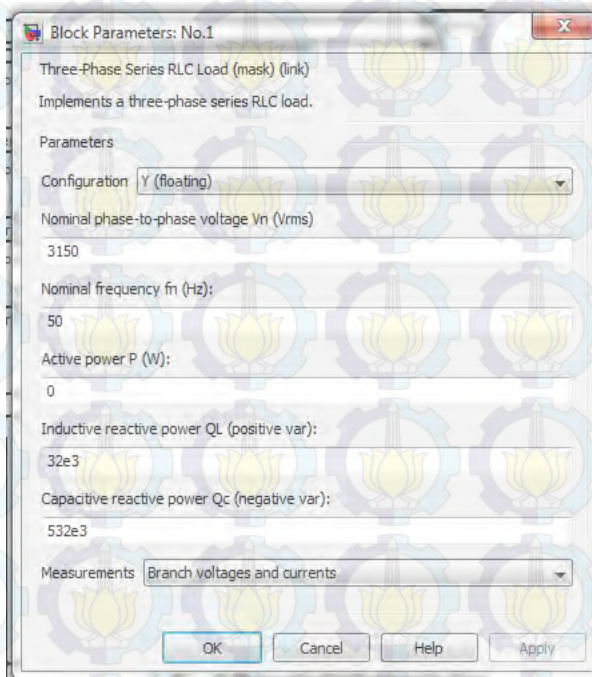 Block Parameters: No.1
Three-Phase Series RLC Load (mask) (link)
Implements a three-phase series RLC load.
Parameters
Configuration Y (floating)
Nominal phase-to-phase voltage Vn (Vrms)
3150
Nominal frequency fn (Hz):
50
Active power P (W):
0
Inductive reactive power QL (positive var):
32e3
Capacitive reactive power Qc (negative var):
532e3
Measurements Branch voltages and currents
OK Cancel Help Apply